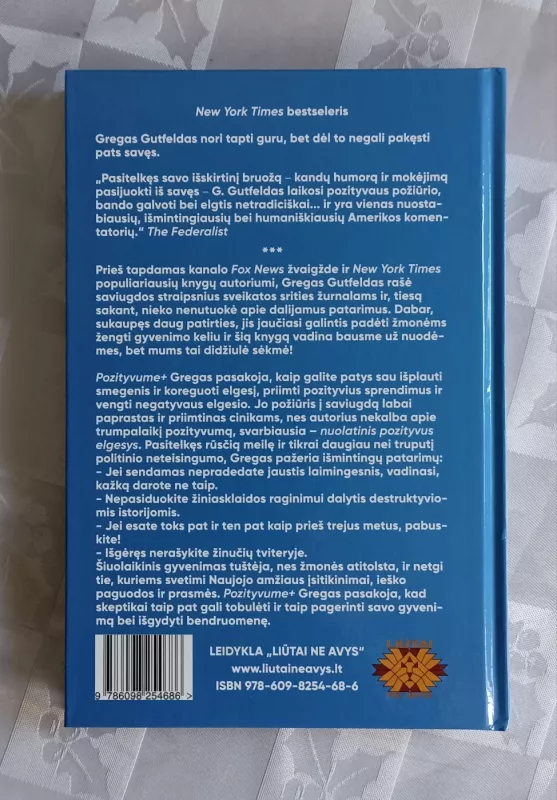 New York Times bestseleris
Gregas Gutfeldas nori tapti guru, bet dėl to negali pakęsti
pats savęs.
„Pasitelkęs savo išskirtinį bruožą – kandų humorą ir mokėjimą
pasijuokti iš savęs – G. Gutfeldas laikosi pozityvaus požiūrio,
bando galvoti bei elgtis netradiciškai... ir yra vienas nuosta-
biausių, išmintingiausių bei humaniškiausių Amerikos komen-
tatorių.“ The Federalist
***
Prieš tapdamas kanalo Fox News žvaigžde ir New York Times
populiariausių knygų autoriumi, Gregas Gutfeldas rašė
saviugdos straipsnius sveikatos srities žurnalams ir, tiesą
sakant, nieko nenutuokė apie dalijamus patarimus. Dabar,
sukaupęs daug patirties, jis jaučiasi galintis padėti žmonėms
žengti gyvenimo keliu ir šią knygą vadina bausme už nuodė-
mes, bet mums tai didžiulė sėkmė!
Pozityvume+ Gregas pasakoja, kaip galite patys sau išplauti
smegenis ir koreguoti elgesį, priimti pozityvius sprendimus ir
vengti negatyvaus elgesio. Jo požiūris į saviugdą labai
paprastas ir priimtinas cinikams, nes autorius nekalba apie
trumpalaikį pozityvumą, svarbiausia – nuolatinis pozityvus
elgesys. Pasitelkęs rūsčią meilę ir tikrai daugiau nei truputį
politinio neteisingumo, Gregas pažeria išmintingų patarimų:
- Jei sendamas nepradedate jaustis laimingesnis, vadinasi,
kažką darote ne taip.
- Nepasiduokite žiniasklaidos raginimui dalytis destruktyvio-
mis istorijomis.
- Jei esate toks pat ir ten pat kaip prieš trejus metus, pabus-
kite!
- Išgėręs nerašykite žinučių tviteryje.
Šiuolaikinis gyvenimas tuštėja, nes žmonės atitolsta, ir netgi
tie, kuriems svetimi Naujojo amžiaus įsitikinimai, ieško
paguodos ir prasmės. Pozityvume+ Gregas pasakoja, kad
skeptikai taip pat gali tobulėti ir taip pagerinti savo gyveni-
mą bei išgydyti bendruomenę.
LEIDYKLA „LIŪTAI NE AVYS“
www.liutaineavys.lt
ISBN 978-609-8254-68-6
9 786098 254686 >